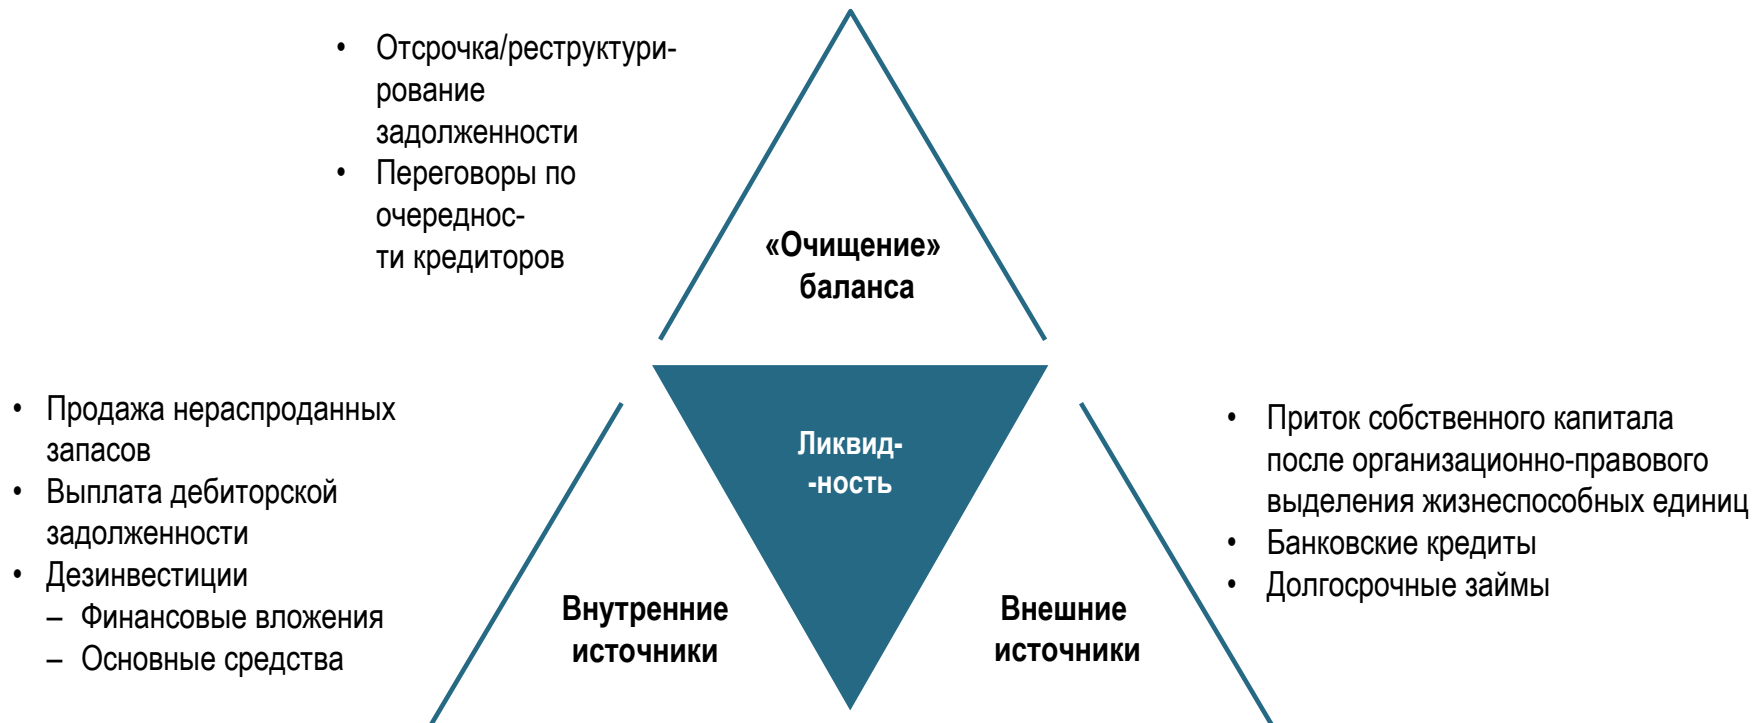 • Отсрочка/реструктури-
рование
задолженности
• Переговоры по
очереднос-
ти кредиторов
«Очищение»
баланса
• Продажа нераспроданных
запасов
• Выплата дебиторской
задолженности
• Дезинвестиции
– Финансовые вложения
– Основные средства
Ликвид-
-ность
• Приток собственного капитала
после организационно-правового
выделения жизнеспособных единиц
• Банковские кредиты
• Долгосрочные займы
Внутренние
источники
Внешние
источники